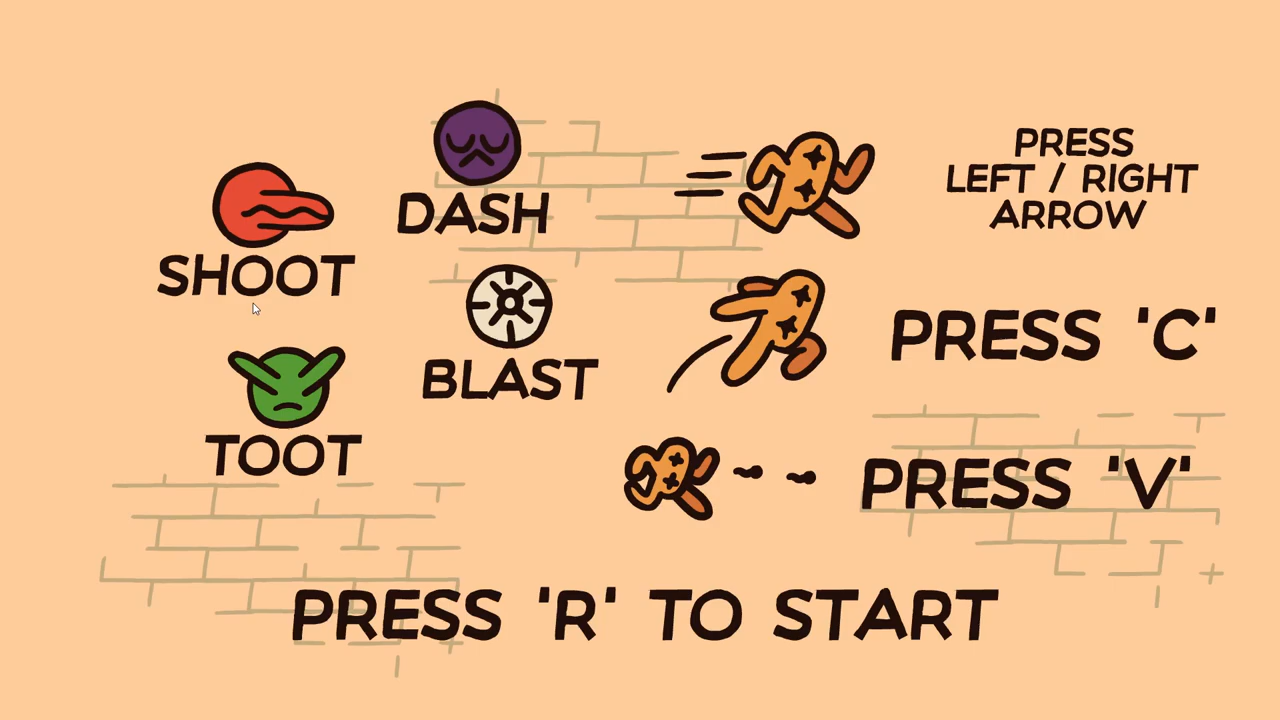 SHOOT
DASH
TOOT
BLAST
PRESS
LEFT / RIGHT
ARROW
PRESS 'C'
PRESS 'V'
PRESS 'R' TO START